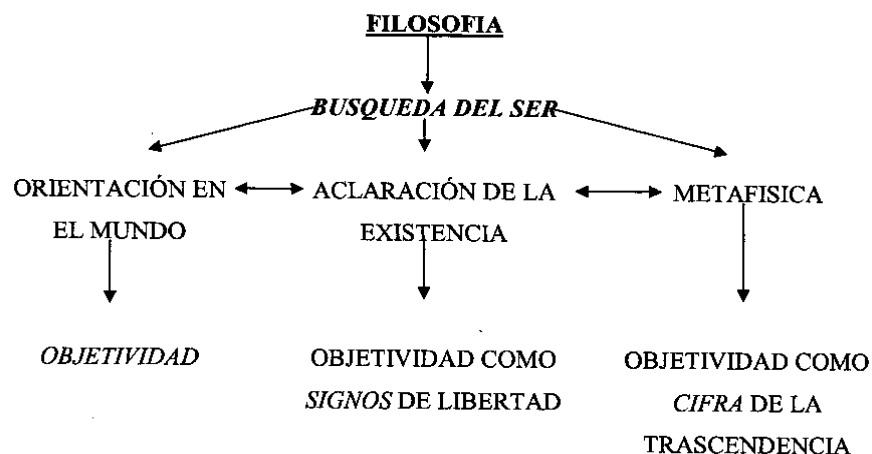 FILOSOFIA
BUSQUEDA DEL SER
ORIENTACIÓN EN
EL MUNDO
ACLARACIÓN DE LA
EXISTENCIA
METAFISICA
OBJETIVIDAD
OBJETIVIDAD COMO
SIGNOS DE LIBERTAD
OBJETIVIDAD COMO
CIFRA DE LA
TRASCENDENCIA